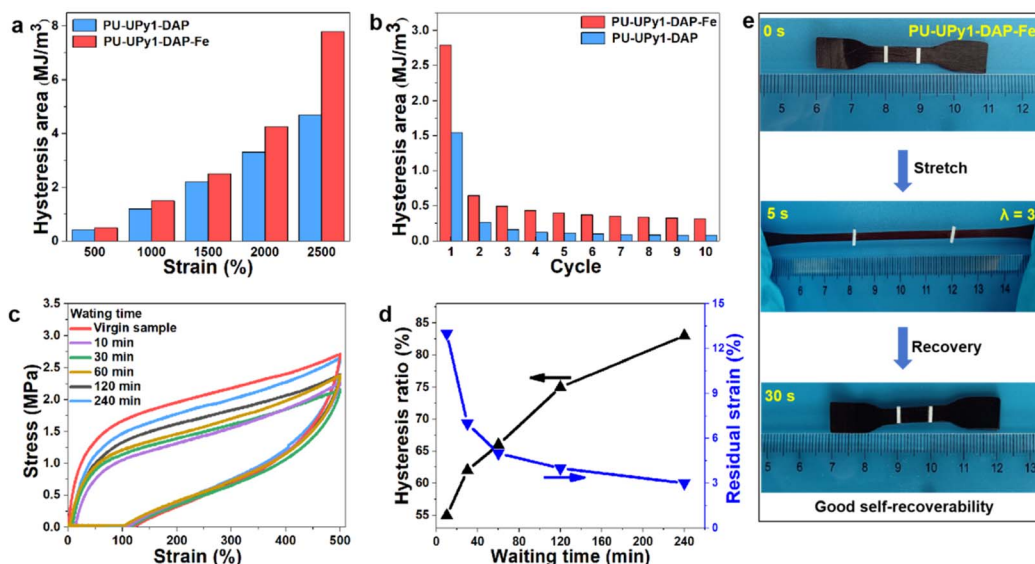 a
PU-UPy1-DAP
PU-UPy1-DAP-Fe
Hysteresis area (MJ/m³)
8
6
4
2
0
500 1000 1500 2000 2500
Strain (%)
b
PU-UPy1-DAP-Fe
PU-UPy1-DAP
Hysteresis area (MJ/m³)
3.0
2.5
2.0
1.5
1.0
0.5
0.0
1 2 3 4 5 6 7 8 9 10
Cycle
c
Wating time
Virgin sample
10 min
30 min
60 min
120 min
240 min
Stress (MPa)
3.5
3.0
2.5
2.0
1.5
1.0
0.5
0.0
0 100 200 300 400 500
Strain (%)
d
Hysteresis ratio (%)
85
80
75
70
65
60
55
Residual strain (%)
15
13
11
9
6
4
3
0
0 40 80 120 160 200 240
Waiting time (min)
e
0 s
PU-UPy1-DAP-Fe
5 6 7 8 9 10 11 12
Stretch
5 s
λ = 3
6 7 8 9 10 11 12 13 14
Recovery
30 s
5 6 7 8 9 10 11 12 13
Good self-recoverability